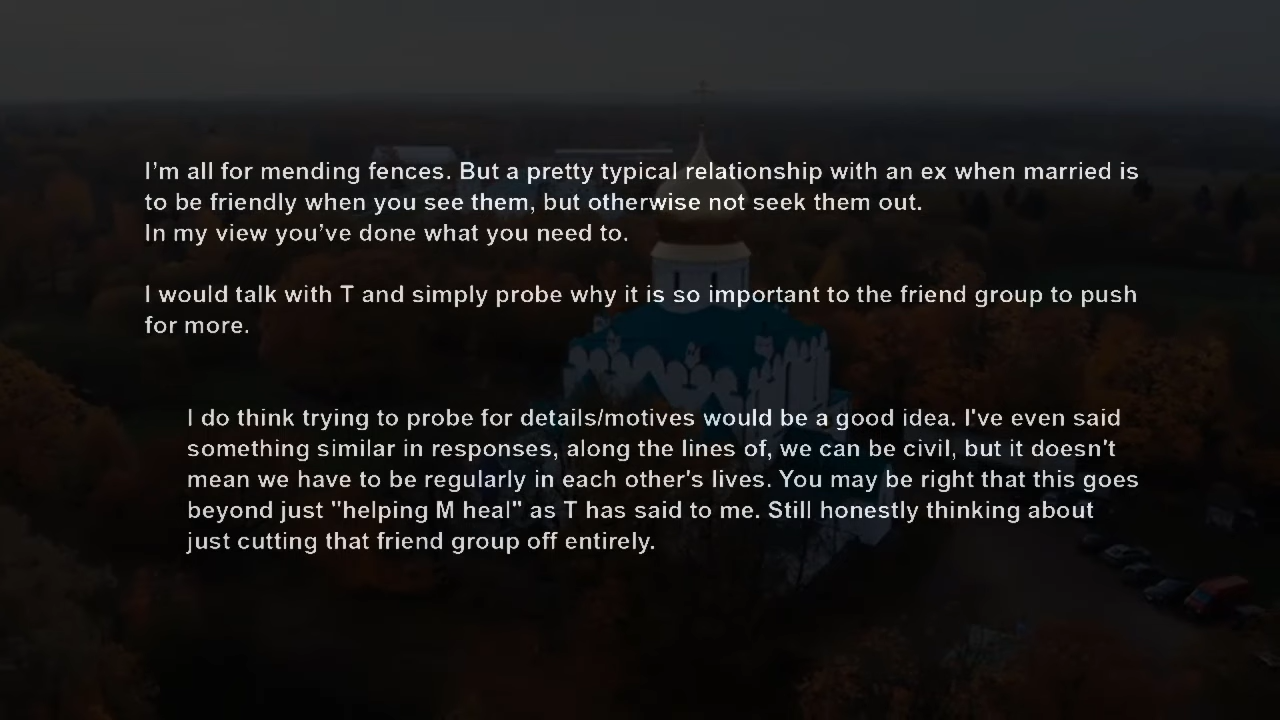 I’m all for mending fences. But a pretty typical relationship with an ex when married is
to be friendly when you see them, but otherwise not seek them out.
In my view you’ve done what you need to.
I would talk with T and simply probe why it is so important to the friend group to push
for more.
I do think trying to probe for details/motives would be a good idea. I've even said
something similar in responses, along the lines of, we can be civil, but it doesn't
mean we have to be regularly in each other's lives. You may be right that this goes
beyond just "helping M heal" as T has said to me. Still honestly thinking about
just cutting that friend group off entirely.